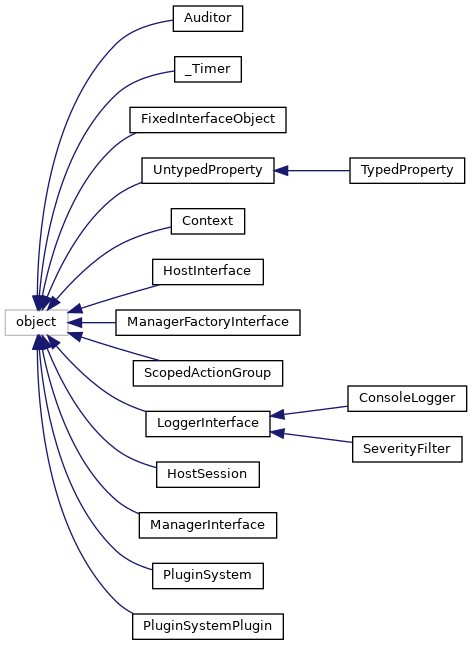 Auditor
_Timer
FixedInterfaceObject
UntypedProperty
TypedProperty
Context
HostInterface
object
ManagerFactoryInterface
ScopedActionGroup
ConsoleLogger
LoggerInterface
SeverityFilter
HostSession
ManagerInterface
PluginSystem
PluginSystemPlugin